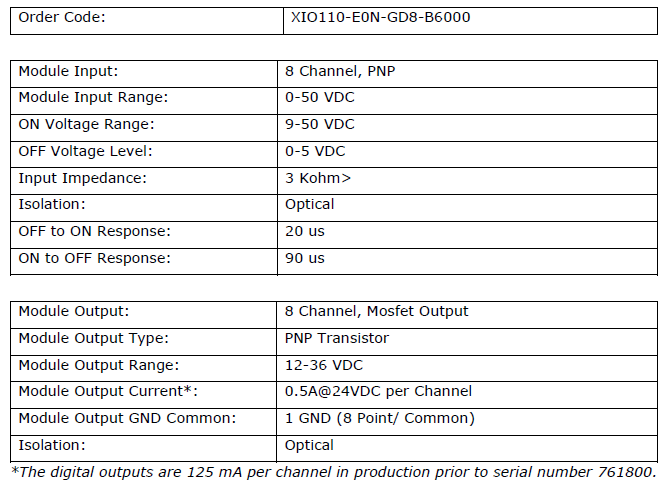 Order Code: XIO110-E0N-GD8-B6000
Module Input: 8 Channel, PNP
Module Input Range: 0-50 VDC
ON Voltage Range: 9-50 VDC
OFF Voltage Level: 0-5 VDC
Input Impedance: 3 Kohm>
Isolation: Optical
OFF to ON Response: 20 us
ON to OFF Response: 90 us
Module Output: 8 Channel, Mosfet Output
Module Output Type: PNP Transistor
Module Output Range: 12-36 VDC
Module Output Current*: 0.5A@24VDC per Channel
Module Output GND Common: 1 GND (8 Point/ Common)
Isolation: Optical
*The digital outputs are 125 mA per channel in production prior to serial number 761800.